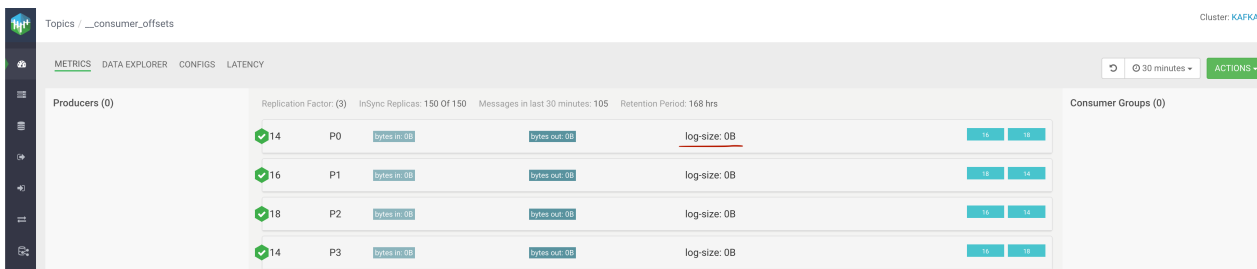 Topics / __consumer_offsets
Cluster: KAFKA
METRICS DATA EXPLORER CONFIGS LATENCY
30 minutes
ACTIONS
Producers (0)
Replication Factor: (3) InSync Replicas: 150 Of 150 Messages in last 30 minutes: 105 Retention Period: 168 hrs
Consumer Groups (0)
14 P0 bytes in: 0B bytes out: 0B log-size: 0B 16 18
16 P1 bytes in: 0B bytes out: 0B log-size: 0B 18 14
18 P2 bytes in: 0B bytes out: 0B log-size: 0B 16 14
14 P3 bytes in: 0B bytes out: 0B log-size: 0B 16 18